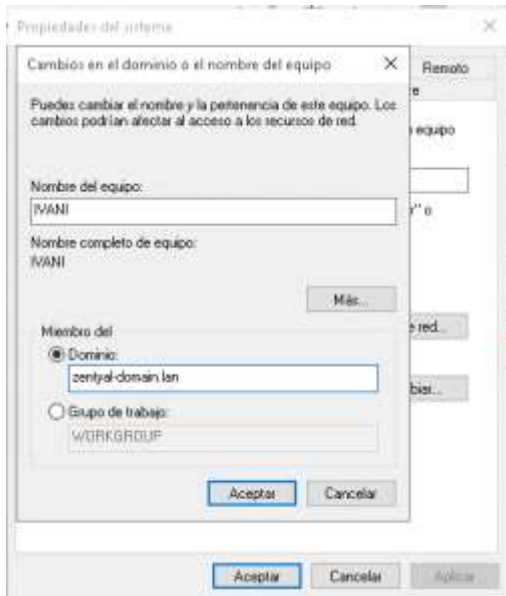 Propiedades del sistema
Cambios en el dominio o el nombre del equipo
Remoto
Puedes cambiar el nombre y la pertenencia de este equipo. Los
cambios podrían afectar al acceso a los recursos de red.
equipo
Nombre del equipo:
IVANI
Nombre completo de equipo:
IVANI
Más...
Miembro del
Dominio:
zentyal-domain.lan
Grupo de trabajo:
WORKGROUP
Aceptar
Cancelar
e red...
biar...
Aceptar
Cancelar
Aplicar